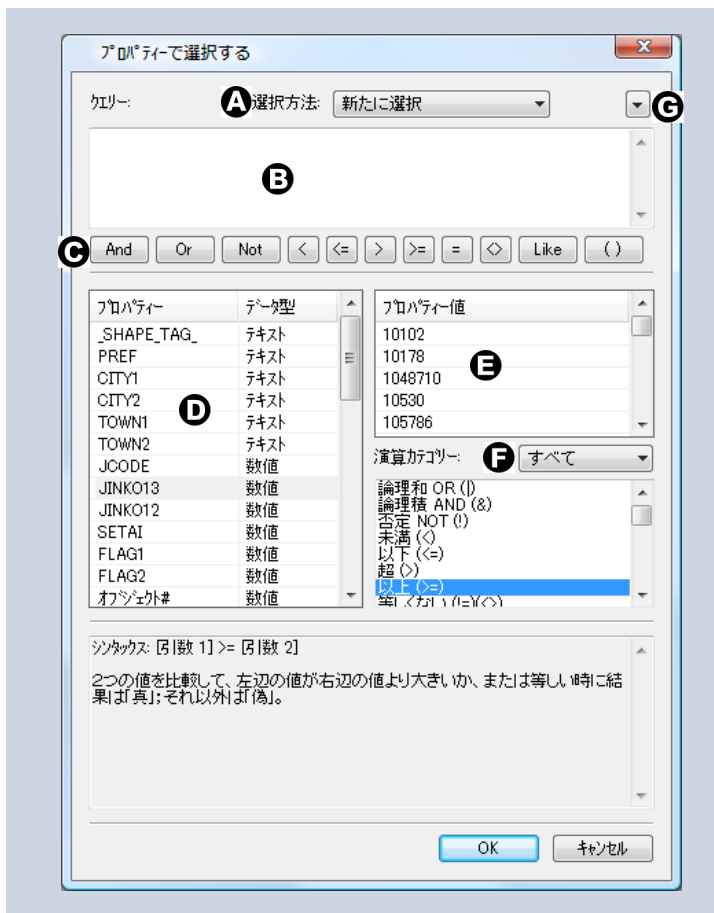 プロパティーで選択する
クエリー: A 選択方法: 新たに選択 G
B
C And Or Not < <= > >= = <> Like ( )
プロパティー データ型
_SHAPE_TAG_ テキスト
PREF テキスト
CITY1 テキスト
CITY2 テキスト
D
TOWN1 テキスト
TOWN2 テキスト
JCODE 数値
JINKO13 数値
JINKO12 数値
SETAI 数値
FLAG1 数値
FLAG2 数値
オブジェクト# 数値
プロパティー値
10102
10178
E
1048710
10530
105786
演算カテゴリー: F すべて
論理和 OR (|)
論理積 AND (&)
否定 NOT (!)
未満 (<)
以下 (<=)
超 (>)
以上 (>=)
等しくない (!=)(<>)
シンタックス: [引数 1] >= [引数 2]
2つの値を比較して、左辺の値が右辺の値より大きいか、または等しい時に結
果は「真」;それ以外は「偽」。
OK キャンセル